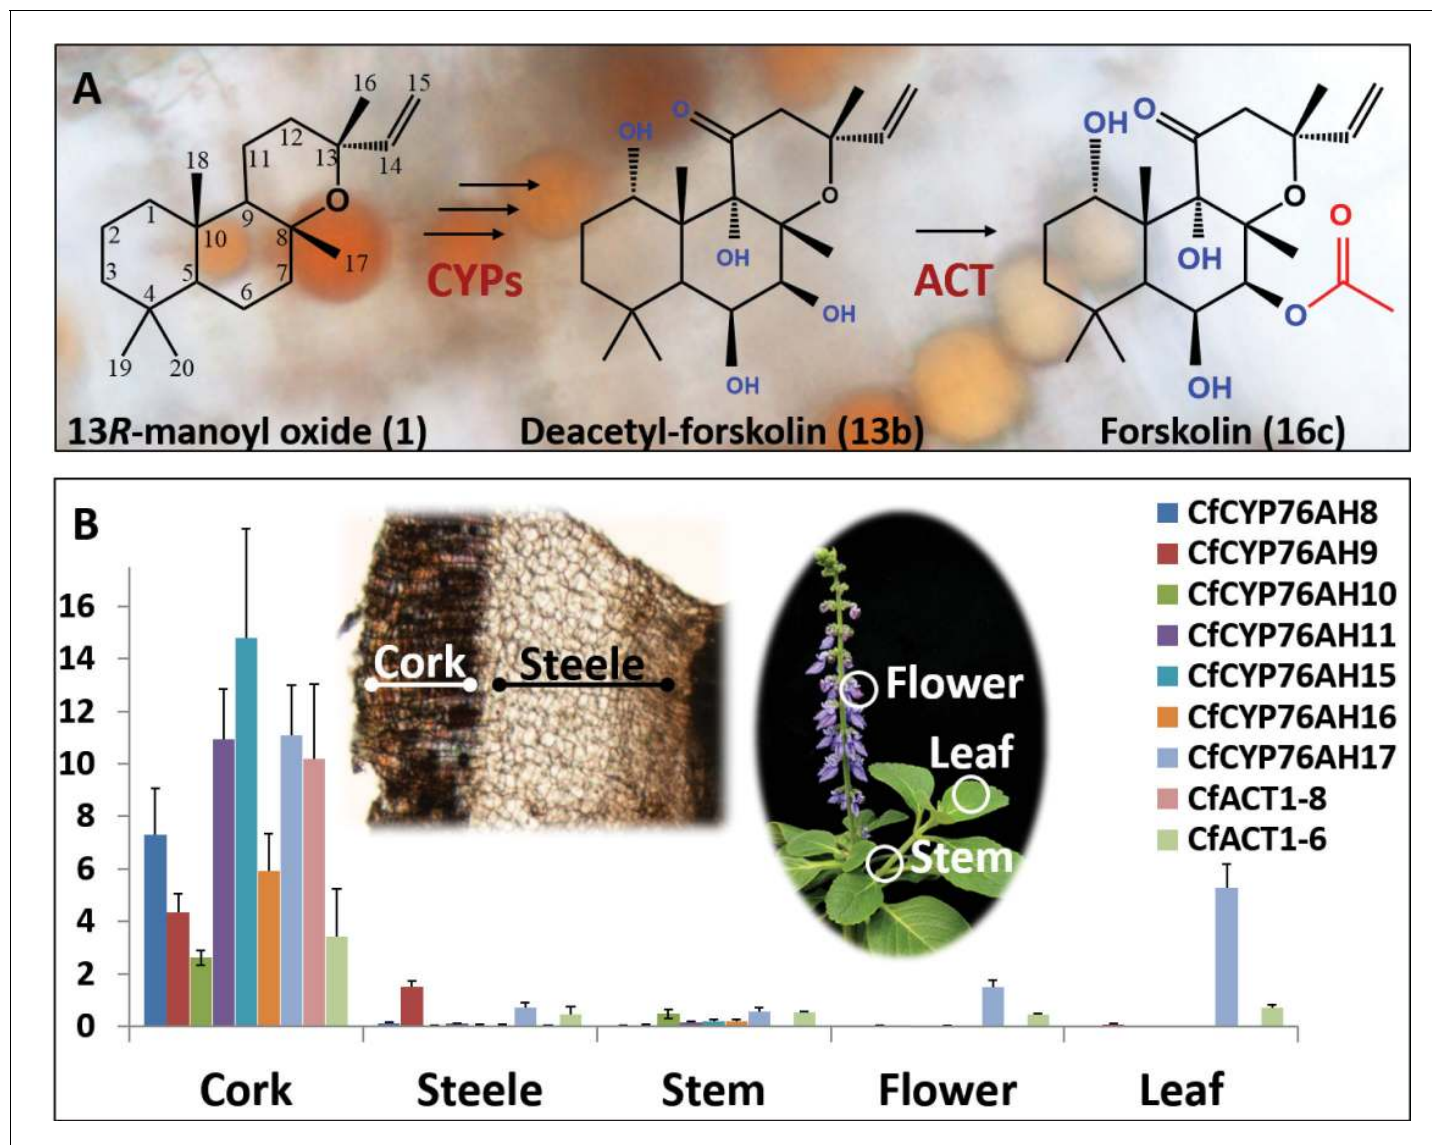 A
16
15
12
11
13
14
18
O
1
9
10
8
2
17
3
5
7
4
6
19
20
CYPs
13R-manoyl oxide (1)
OH
O
O
OH
OH
OH
Deacetyl-forskolin (13b)
ACT
OH
O
O
O
OH
O
OH
Forskolin (16c)
B
16
14
12
10
8
6
4
2
0
Cork
Steele
Flower
Leaf
Stem
CfCYP76AH8
CfCYP76AH9
CfCYP76AH10
CfCYP76AH11
CfCYP76AH15
CfCYP76AH16
CfCYP76AH17
CfACT1-8
CfACT1-6
Cork
Steele
Stem
Flower
Leaf